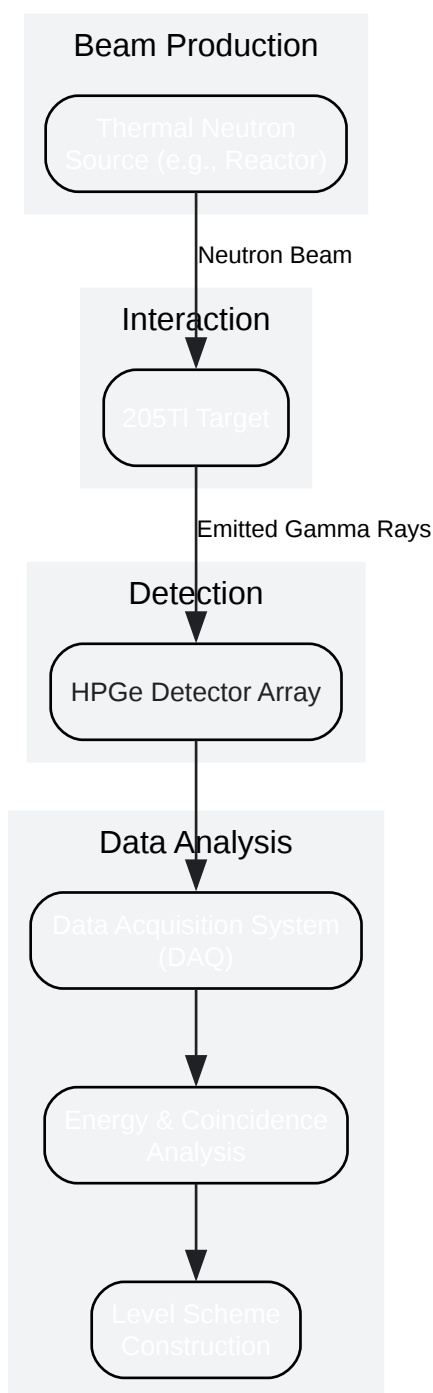 Beam Production
Thermal Neutron
Source (e.g., Reactor)
Neutron Beam
Interaction
205Tl Target
Emitted Gamma Rays
Detection
HPGe Detector Array
Data Analysis
Data Acquisition System
(DAQ)
Energy & Coincidence
Analysis
Level Scheme
Construction